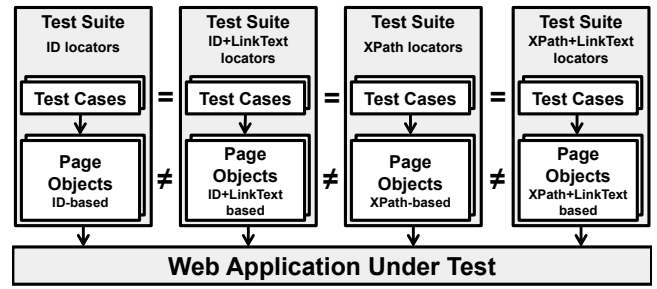 Test Suite
ID locators
Test Cases
Page
Objects
ID-based
=
≠
Test Suite
ID+LinkText
locators
Test Cases
Page
Objects
ID+LinkText
based
=
≠
Test Suite
XPath locators
Test Cases
Page
Objects
XPath-based
=
≠
Test Suite
XPath+LinkText
locators
Test Cases
Page
Objects
XPath+LinkText
based
Web Application Under Test